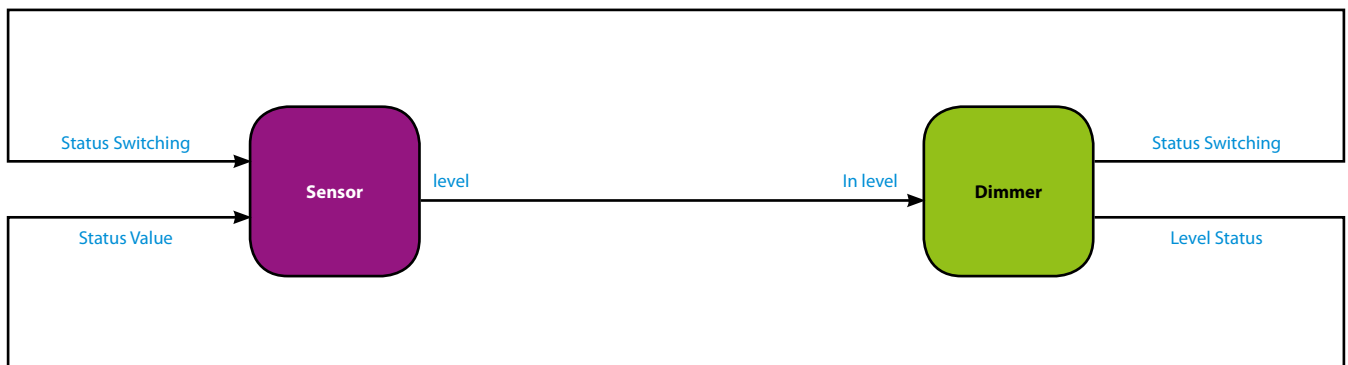 Status Switching
Status Switching
level
In level
Sensor
Dimmer
Status Value
Level Status